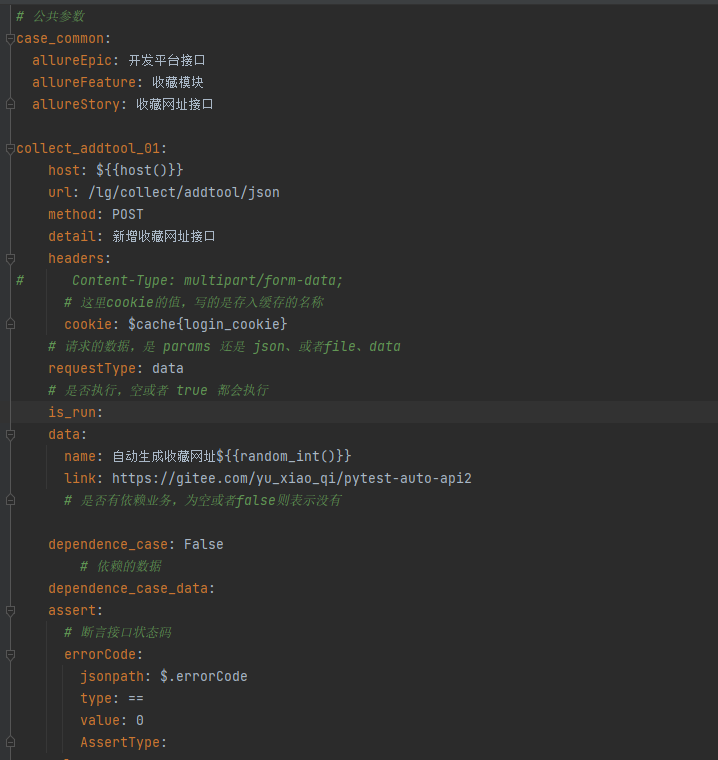 # 公共参数
case_common:
  allureEpic: 开发平台接口
  allureFeature: 收藏模块
  allureStory: 收藏网址接口

collect_addtool_01:
    host: ${{host()}}
    url: /lg/collect/addtool/json
    method: POST
    detail: 新增收藏网址接口
    headers:
#      Content-Type: multipart/form-data;
      # 这里cookie的值，写的是存入缓存的名称
      cookie: $cache{login_cookie}
    # 请求的数据，是 params 还是 json、或者file、data
    requestType: data
    # 是否执行，空或者 true 都会执行
    is_run:
    data:
      name: 自动生成收藏网址${{random_int()}}
      link: https://gitee.com/yu_xiao_qi/pytest-auto-api2
      # 是否有依赖业务，为空或者false则表示没有

    dependence_case: False
        # 依赖的数据
    dependence_case_data:
    assert:
      # 断言接口状态码
      errorCode:
        jsonpath: $.errorCode
        type: ==
        value: 0
        AssertType: